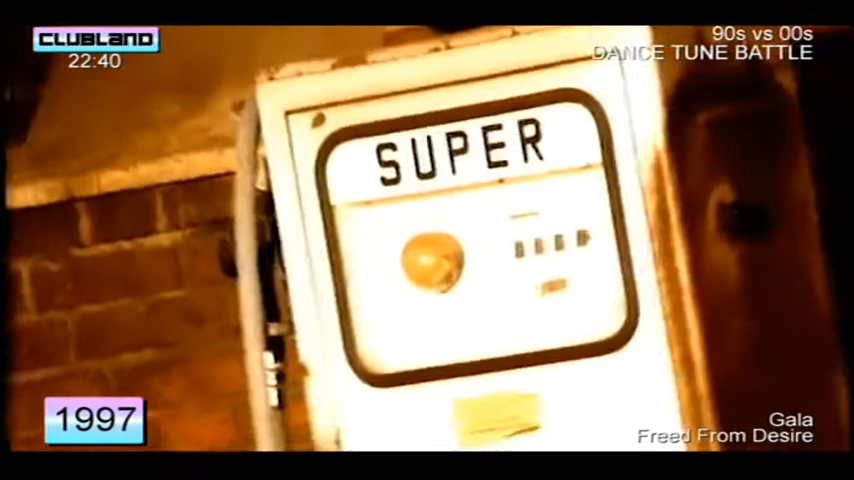 CLUBLAND
22:40
90s vs 00s
DANCE TUNE BATTLE
SUPER
1997
Gala
Freed From Desire